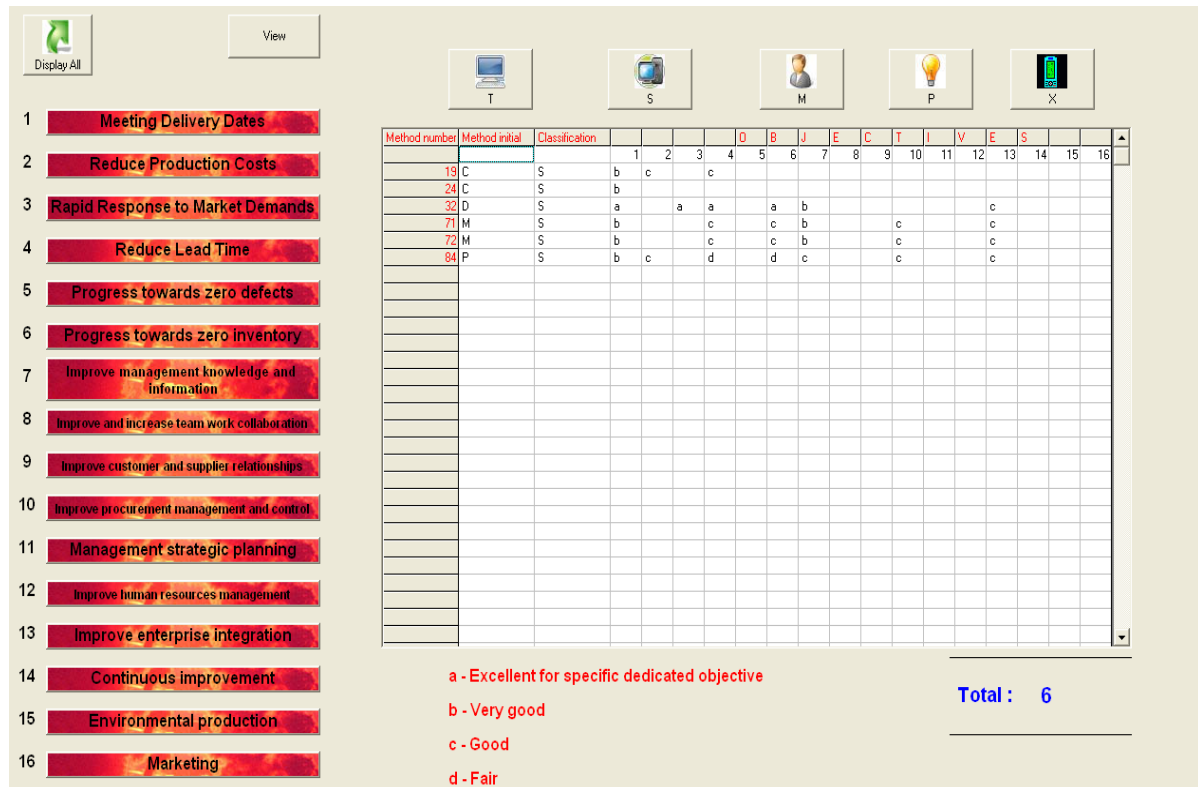 Display All
View
T S M P X
1 Meeting Delivery Dates
2 Reduce Production Costs
3 Rapid Response to Market Demands
4 Reduce Lead Time
5 Progress towards zero defects
6 Progress towards zero inventory
7 Improve management knowledge and
information
8 Improve and increase team work collaboration
9 Improve customer and supplier relationships
10 Improve procurement management and control
11 Management strategic planning
12 Improve human resources management
13 Improve enterprise integration
14 Continuous improvement
15 Environmental production
16 Marketing
Method number Method initial Classification O B J E C T I V E S
1 2 3 4 5 6 7 8 9 10 11 12 13 14 15 16
19 C S b c c
24 C S b
32 D S a a a a b c
71 M S b c c b c c
72 M S b c c b c c
84 P S b c d d c c c
a - Excellent for specific dedicated objective
b - Very good
c - Good
d - Fair
Total : 6